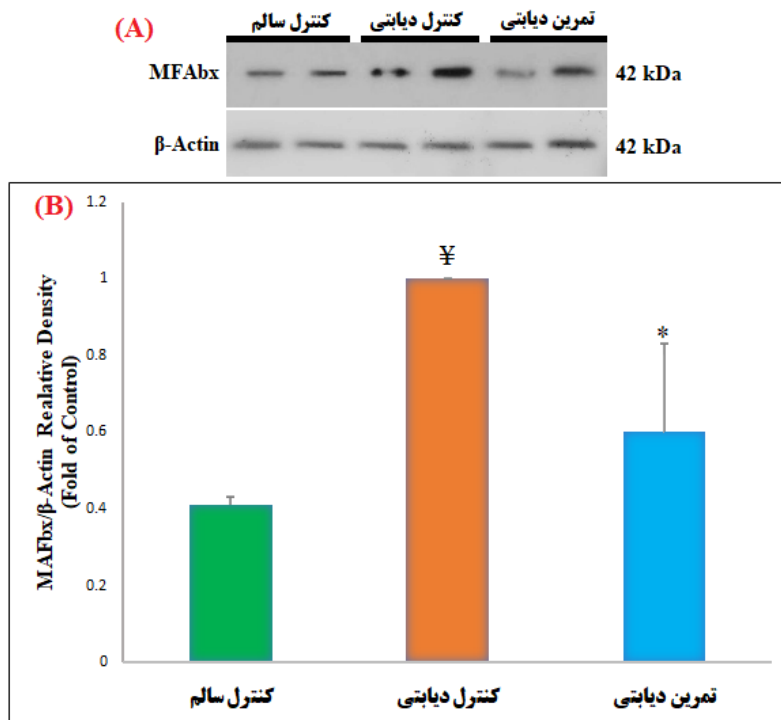 (A)
کنترل سالم کنترل دیابتی تمرین دیابتی
MFAbx 42 kDa
β-Actin 42 kDa
(B)
MAFbx/β-Actin Realative Density
(Fold of Control)
1.2
1
0.8
0.6
0.4
0.2
0
¥
*
کنترل سالم کنترل دیابتی تمرین دیابتی